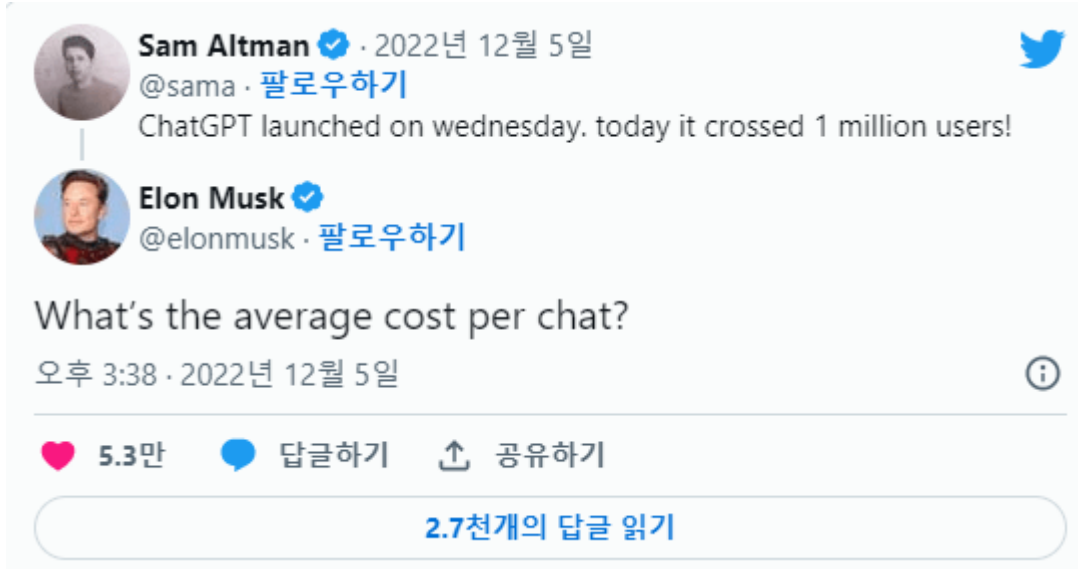 Sam Altman · 2022년 12월 5일
@sama · 팔로우하기
ChatGPT launched on wednesday. today it crossed 1 million users!
Elon Musk
@elonmusk · 팔로우하기
What's the average cost per chat?
오후 3:38 · 2022년 12월 5일
5.3만 답글하기 공유하기
2.7천개의 답글 읽기